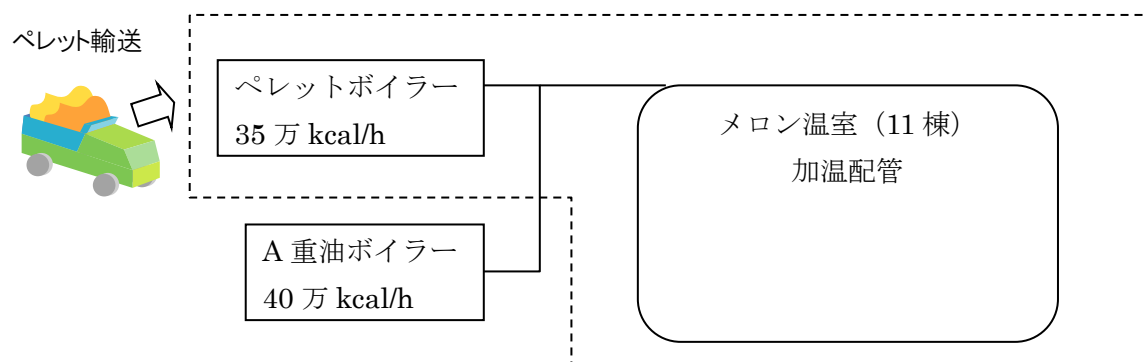 ペレット輸送
ペレットボイラー
35 万 kcal/h
メロン温室（11 棟）
加温配管
A 重油ボイラー
40 万 kcal/h